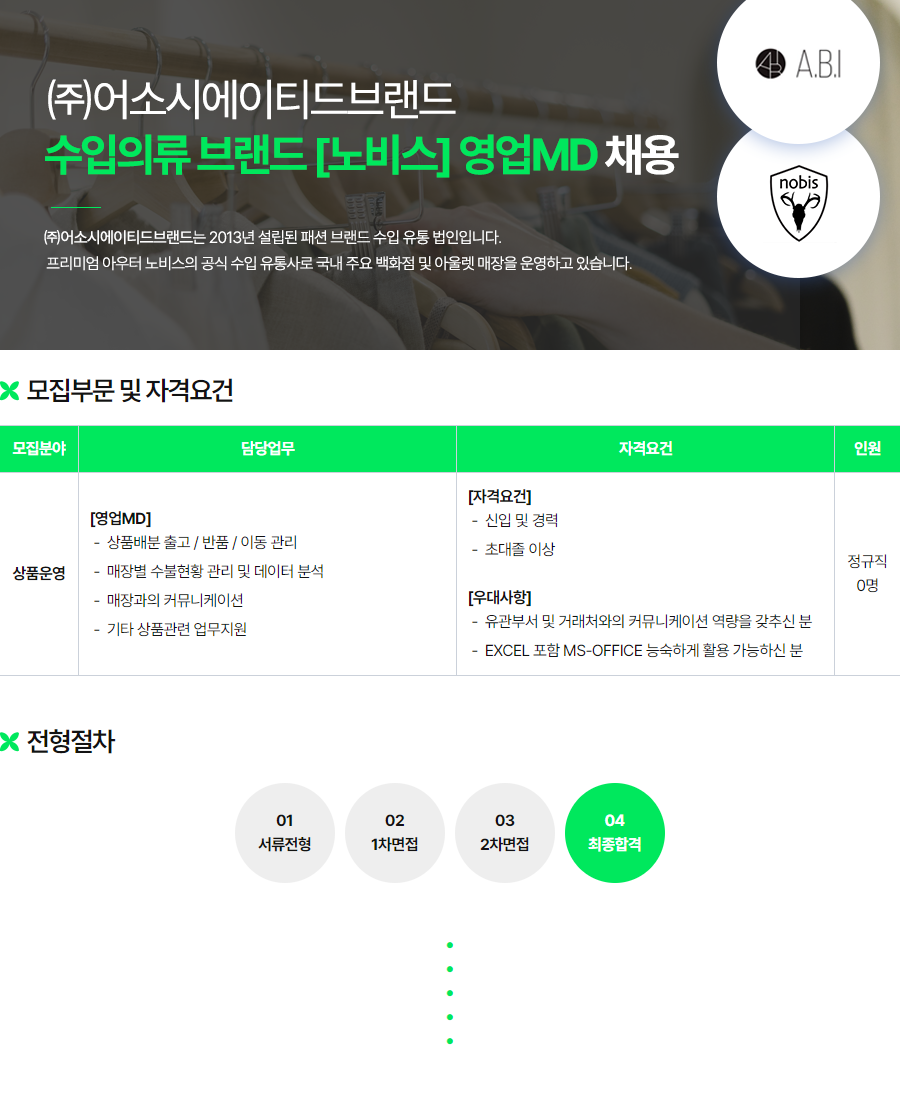 ㈜어소시에이티드브랜드
수입의류 브랜드 [노비스] 영업MD 채용
A.B.I
nobis
㈜어소시에이티드브랜드는 2013년 설립된 패션 브랜드 수입 유통 법인입니다.
프리미엄 아우터 노비스의 공식 수입 유통사로 국내 주요 백화점 및 아울렛 매장을 운영하고 있습니다.
모집부문 및 자격요건
모집분야 담당업무 자격요건 인원
상품운영
[영업MD]
- 상품배분 출고 / 반품 / 이동 관리
- 매장별 수불현황 관리 및 데이터 분석
- 매장과의 커뮤니케이션
- 기타 상품관련 업무지원
[자격요건]
- 신입 및 경력
- 초대졸 이상
[우대사항]
- 유관부서 및 거래처와의 커뮤니케이션 역량을 갖추신 분
- EXCEL 포함 MS-OFFICE 능숙하게 활용 가능하신 분
정규직
0명
전형절차
01
서류전형
02
1차면접
03
2차면접
04
최종합격